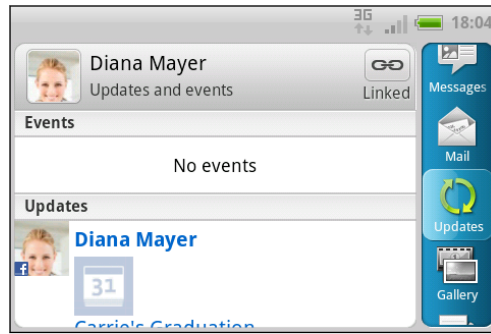 3G
18:04
Diana Mayer
Updates and events
Linked
Messages
Events
Mail
No events
Updates
Updates
Diana Mayer
f
31
Gallery
Carrie's Graduation